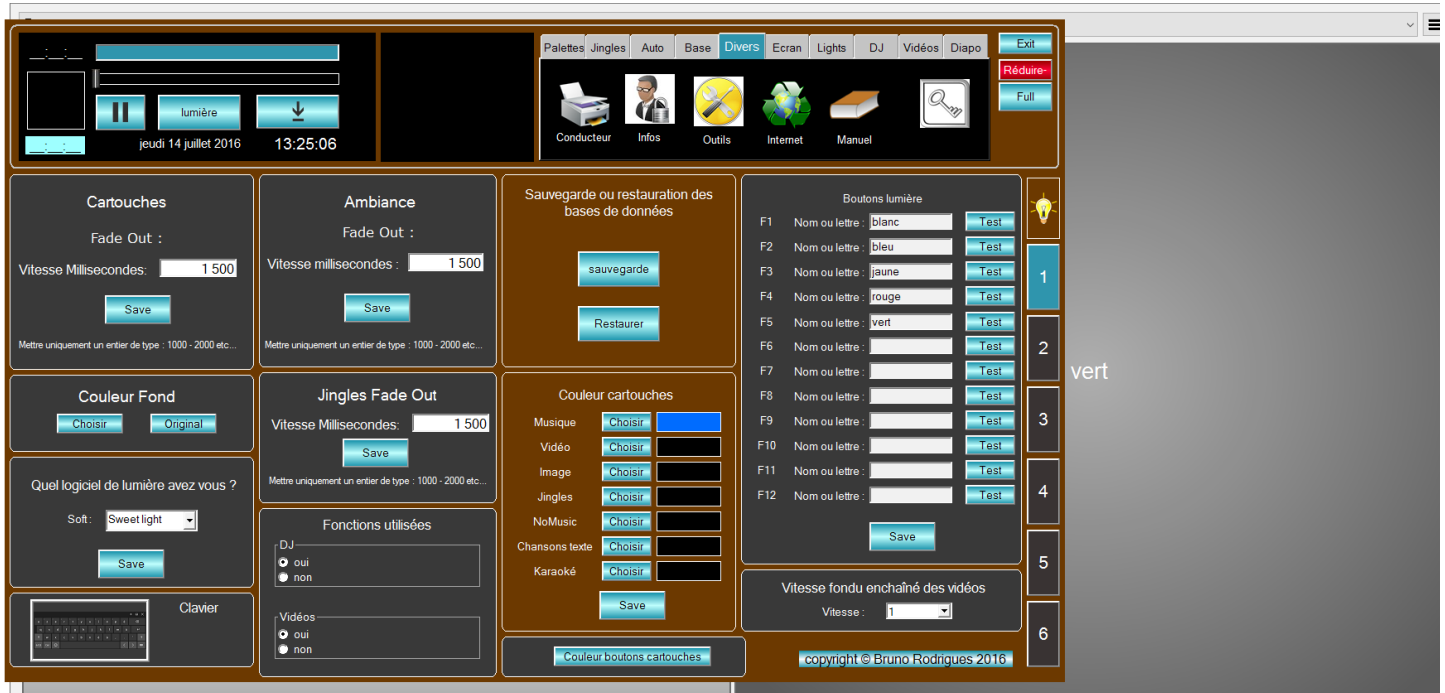 __:__:__
lumière
jeudi 14 juillet 2016
13:25:06
__:__:__
Palettes Jingles Auto Base Divers Ecran Lights DJ Vidéos Diapo
Conducteur Infos Outils Internet Manuel
Exit
Réduire-
Full
Cartouches
Fade Out :
Vitesse Millisecondes: 1 500
Save
Mettre uniquement un entier de type : 1000 - 2000 etc...
Couleur Fond
Choisir Original
Quel logiciel de lumière avez vous ?
Soft : Sweet light
Save
Clavier
Ambiance
Fade Out :
Vitesse millisecondes : 1 500
Save
Mettre uniquement un entier de type : 1000 - 2000 etc...
Jingles Fade Out
Vitesse Millisecondes: 1 500
Save
Mettre uniquement un entier de type : 1000 - 2000 etc...
Fonctions utilisées
DJ
oui
non
Vidéos
oui
non
Sauvegarde ou restauration des
bases de données
sauvegarde
Restaurer
Couleur cartouches
Musique Choisir
Vidéo Choisir
Image Choisir
Jingles Choisir
NoMusic Choisir
Chansons texte Choisir
Karaoké Choisir
Save
Couleur boutons cartouches
Boutons lumière
F1 Nom ou lettre : blanc Test
F2 Nom ou lettre : bleu Test
F3 Nom ou lettre : jaune Test
F4 Nom ou lettre : rouge Test
F5 Nom ou lettre : vert Test
F6 Nom ou lettre : Test
F7 Nom ou lettre : Test
F8 Nom ou lettre : Test
F9 Nom ou lettre : Test
F10 Nom ou lettre : Test
F11 Nom ou lettre : Test
F12 Nom ou lettre : Test
Save
Vitesse fondu enchaîné des vidéos
Vitesse : 1
copyright © Bruno Rodrigues 2016
1
2
3
4
5
6
vert